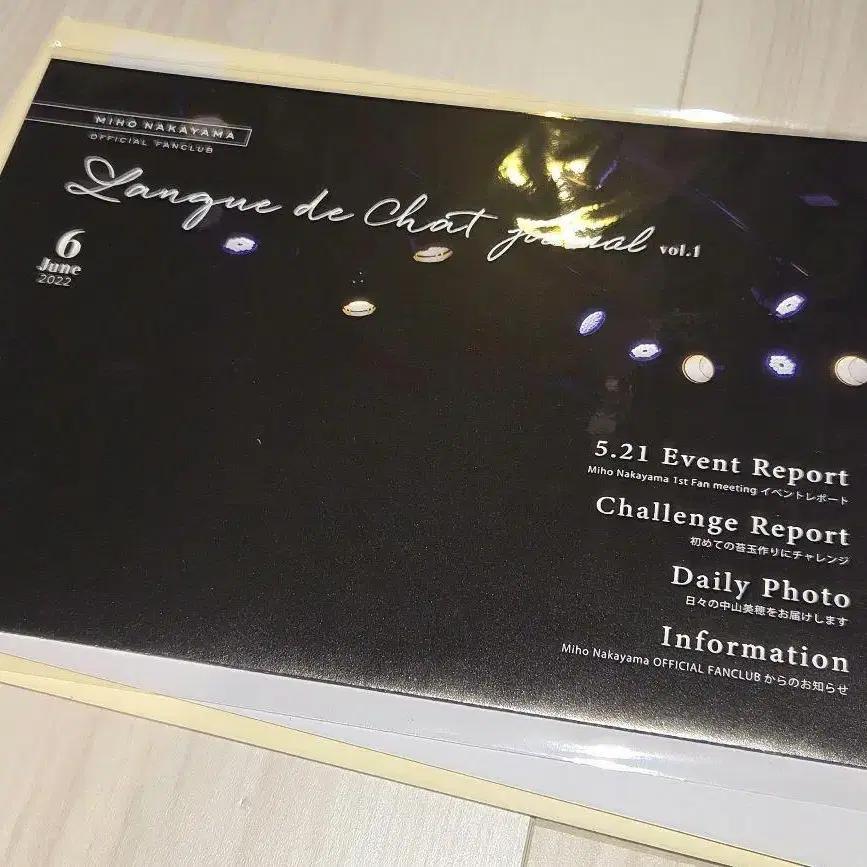 MIHO NAKAYAMA
OFFICIAL FANCLUB
Langue de Chat journal vol.1
6
June
2022
5.21 Event Report
Miho Nakayama 1st Fan meeting イベントレポート
Challenge Report
初めての苔玉作りにチャレンジ
Daily Photo
日々の中山美穂をお届けします
Information
Miho Nakayama OFFICIAL FANCLUB からのお知らせ